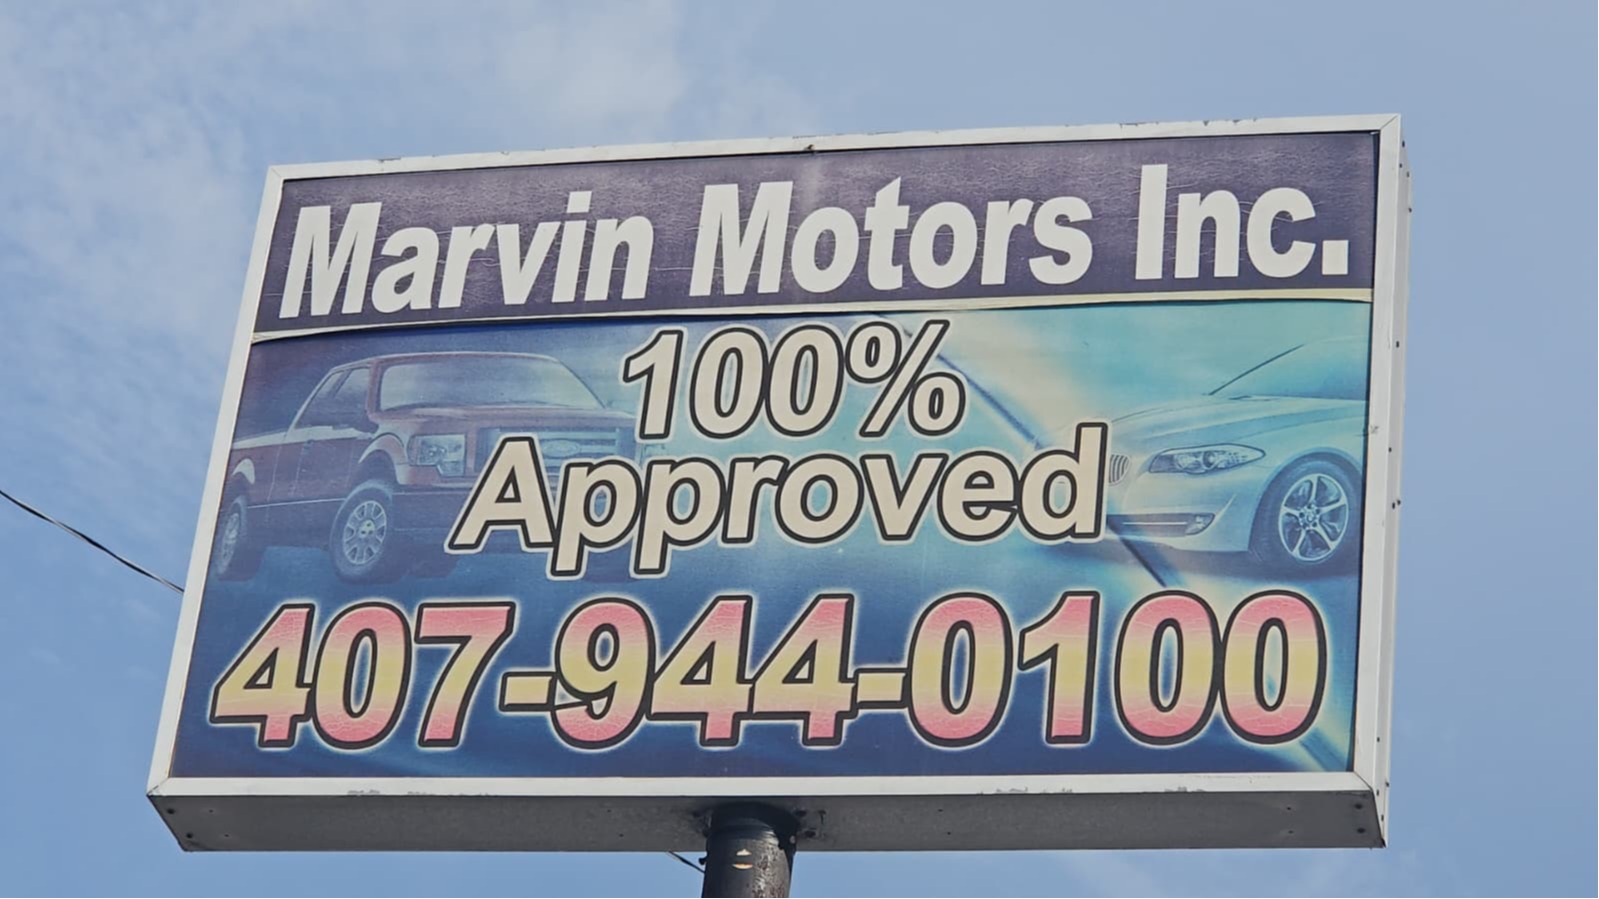 Marvin Motors Inc.
100%
Approved
407-944-0100